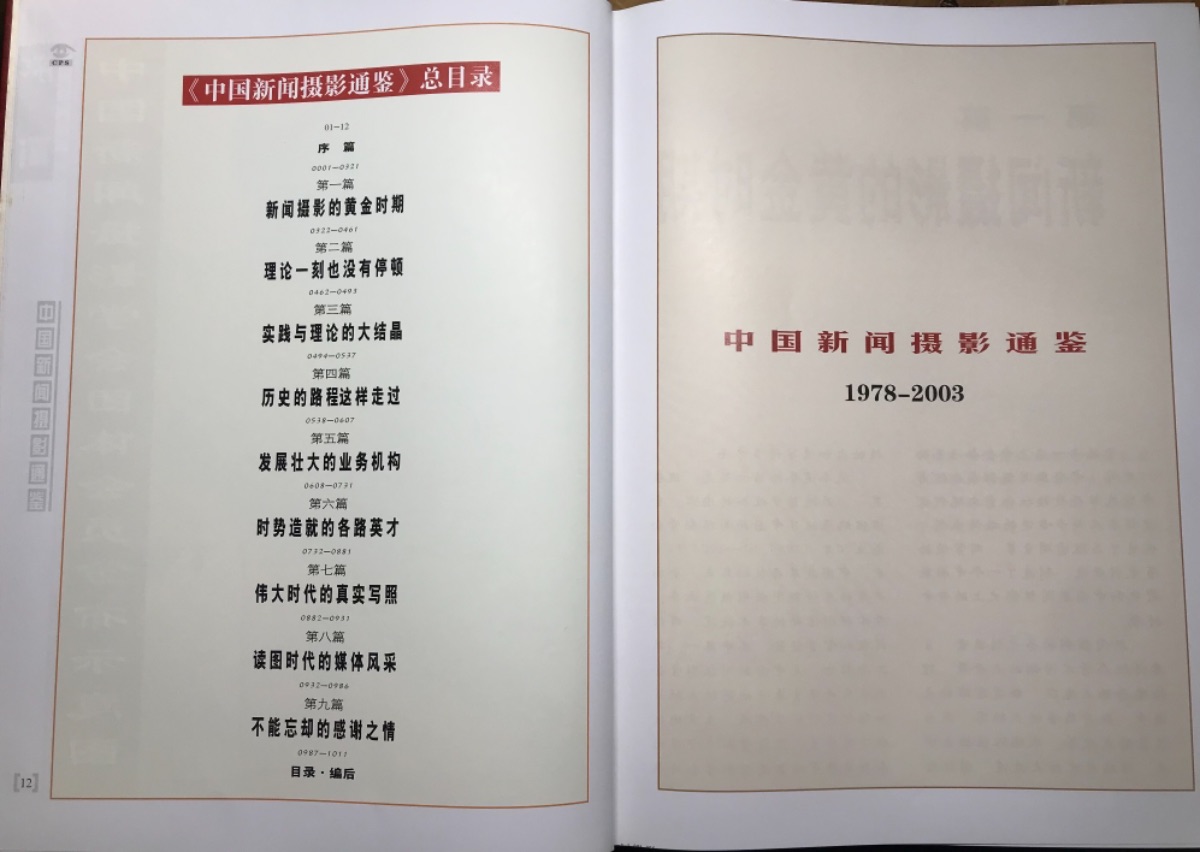 CPS
《中国新闻摄影通鉴》总目录
01—12
序 篇
0001—0321
第一篇
新闻摄影的黄金时期
0322—0461
第二篇
理论一刻也没有停顿
0462—0493
第三篇
实践与理论的大结晶
0494—0537
第四篇
历史的路程这样走过
0538—0607
第五篇
发展壮大的业务机构
0608—0731
第六篇
时势造就的各路英才
0732—0881
第七篇
伟大时代的真实写照
0882—0931
第八篇
读图时代的媒体风采
0932—0986
第九篇
不能忘却的感谢之情
0987—1011
目录·编后
中国新闻摄影通鉴
[12]
中国新闻摄影通鉴
1978-2003